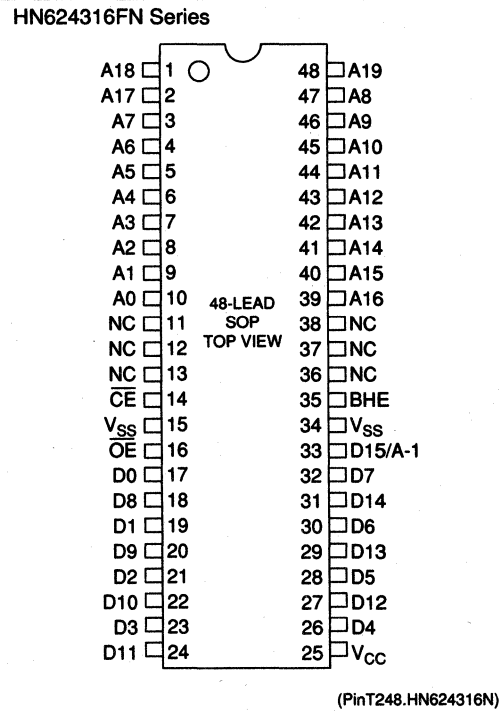 HN624316FN Series
A18 1 48 A19
A17 2 47 A8
A7 3 46 A9
A6 4 45 A10
A5 5 44 A11
A4 6 43 A12
A3 7 42 A13
A2 8 41 A14
A1 9 40 A15
A0 10 39 A16
48-LEAD
SOP
TOP VIEW
NC 11 38 NC
NC 12 37 NC
NC 13 36 NC
C̅E̅ 14 35 BHE
VSS 15 34 VSS
O̅E̅ 16 33 D15/A-1
D0 17 32 D7
D8 18 31 D14
D1 19 30 D6
D9 20 29 D13
D2 21 28 D5
D10 22 27 D12
D3 23 26 D4
D11 24 25 VCC
(PinT248.HN624316N)